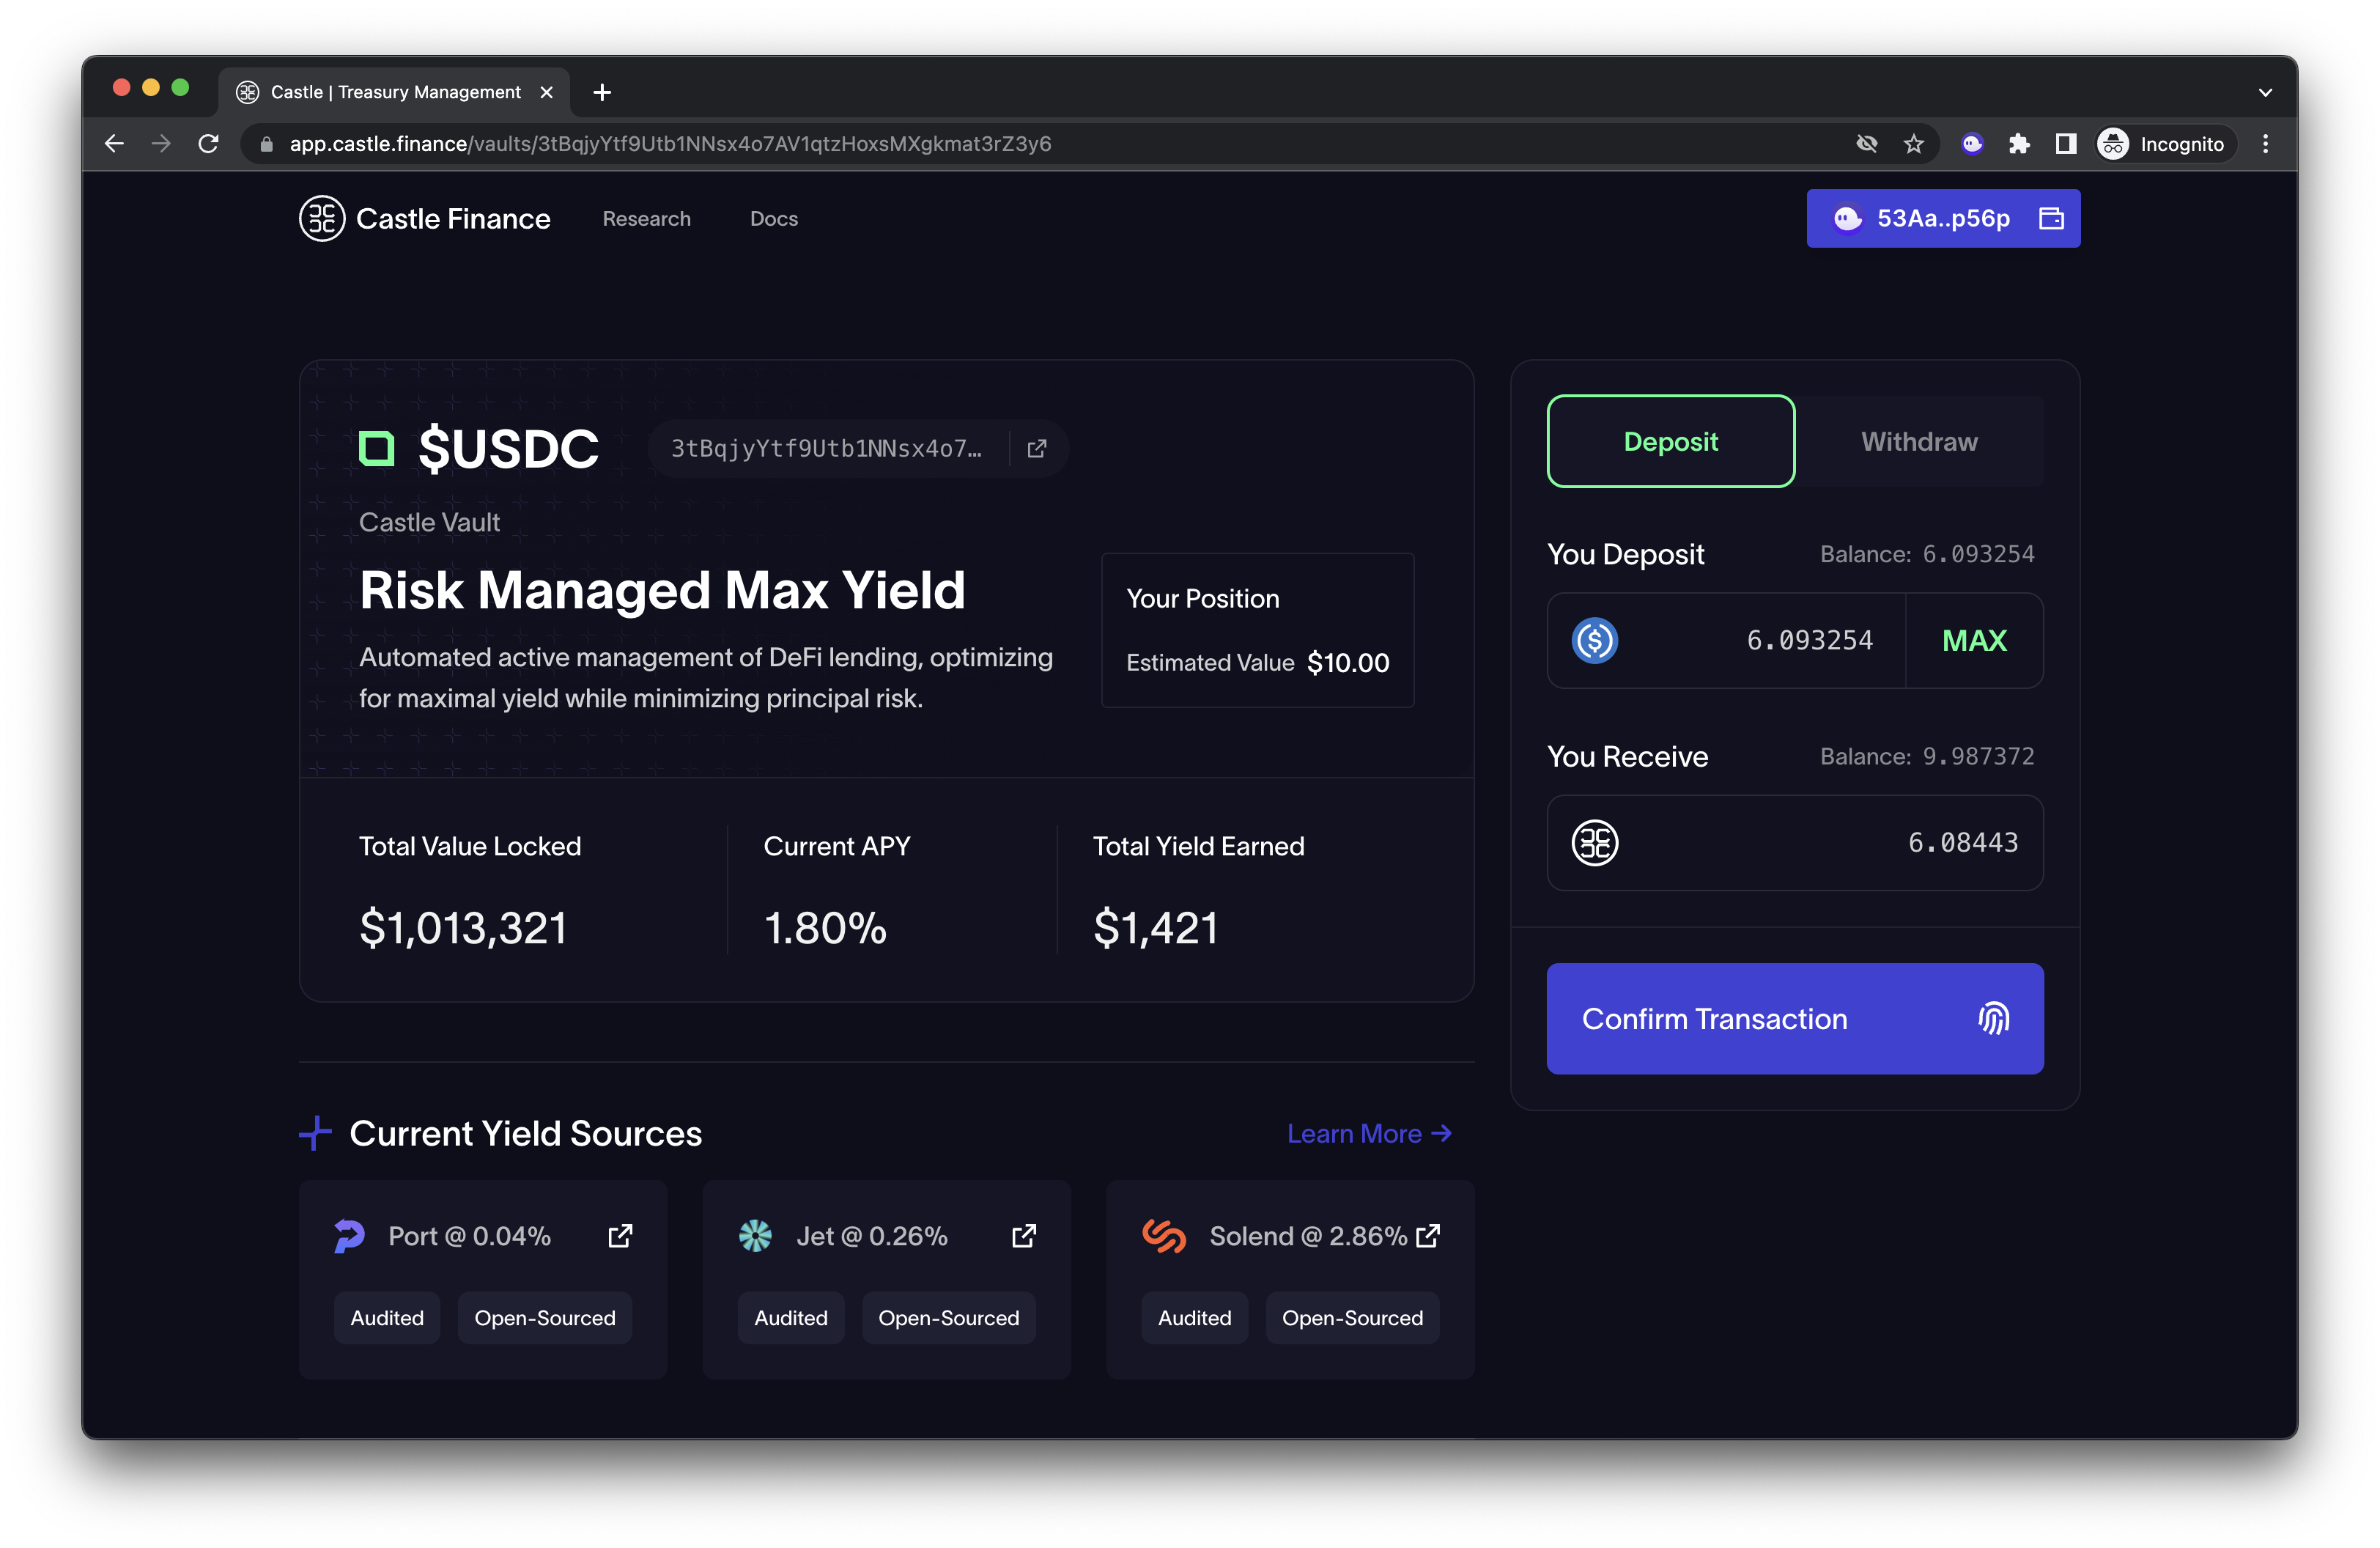 Castle | Treasury Management
app.castle.finance/vaults/3tBqjyYtf9Utb1NNsx4o7AV1qtzHoxsMXgkmat3rZ3y6
Incognito
Castle Finance
Research
Docs
53Aa..p56p
$USDC
3tBqjyYtf9Utb1NNsx4o7…
Castle Vault
Risk Managed Max Yield
Automated active management of DeFi lending, optimizing
for maximal yield while minimizing principal risk.
Your Position
Estimated Value $10.00
Total Value Locked
$1,013,321
Current APY
1.80%
Total Yield Earned
$1,421
Deposit
Withdraw
You Deposit
Balance: 6.093254
6.093254
MAX
You Receive
Balance: 9.987372
6.08443
Confirm Transaction
Current Yield Sources
Learn More
Port @ 0.04%
Audited
Open-Sourced
Jet @ 0.26%
Audited
Open-Sourced
Solend @ 2.86%
Audited
Open-Sourced